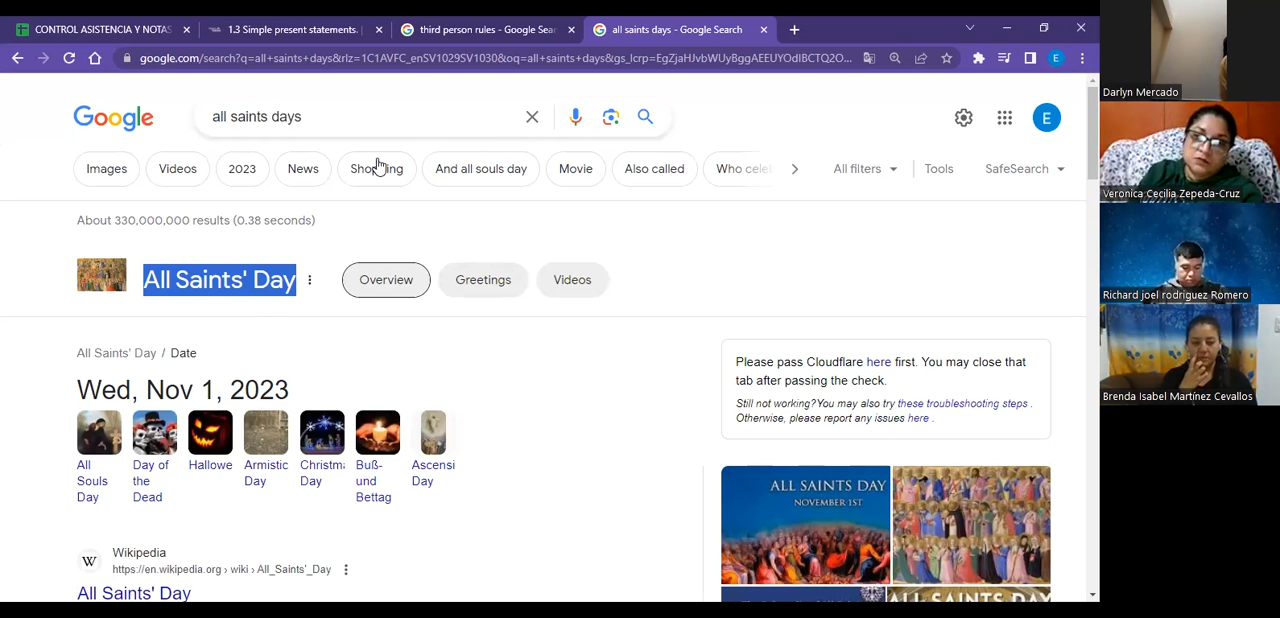 CONTROL ASISTENCIA Y NOTAS
1.3 Simple present statements. |
third person rules - Google Sear
all saints days - Google Search
google.com/search?q=all+saints+days&rlz=1C1AVFC_enSV1029SV1030&oq=all+saints+days&gs_lcrp=EgZjaHJvbWUyBggAEEUYOdIBCTQ2O...
E
Google
all saints days
E
Images
Videos
2023
News
Shopping
And all souls day
Movie
Also called
Who cele
All filters
Tools
SafeSearch
About 330,000,000 results (0.38 seconds)
All Saints' Day
Overview
Greetings
Videos
All Saints' Day / Date
Wed, Nov 1, 2023
All Souls Day
Day of the Dead
Hallowe
Armistic Day
Christma Day
Buß- und Bettag
Ascensi Day
Please pass Cloudflare here first. You may close that
tab after passing the check.
Still not working? You may also try these troubleshooting steps .
Otherwise, please report any issues here .
ALL SAINTS DAY
NOVEMBER 1ST
ALL SAINTS DAY
W
Wikipedia
https://en.wikipedia.org › wiki › All_Saints'_Day
All Saints' Day
Darlyn Mercado
Veronica Cecilia Zepeda-Cruz
Richard joel rodriguez Romero
Brenda Isabel Martínez Cevallos